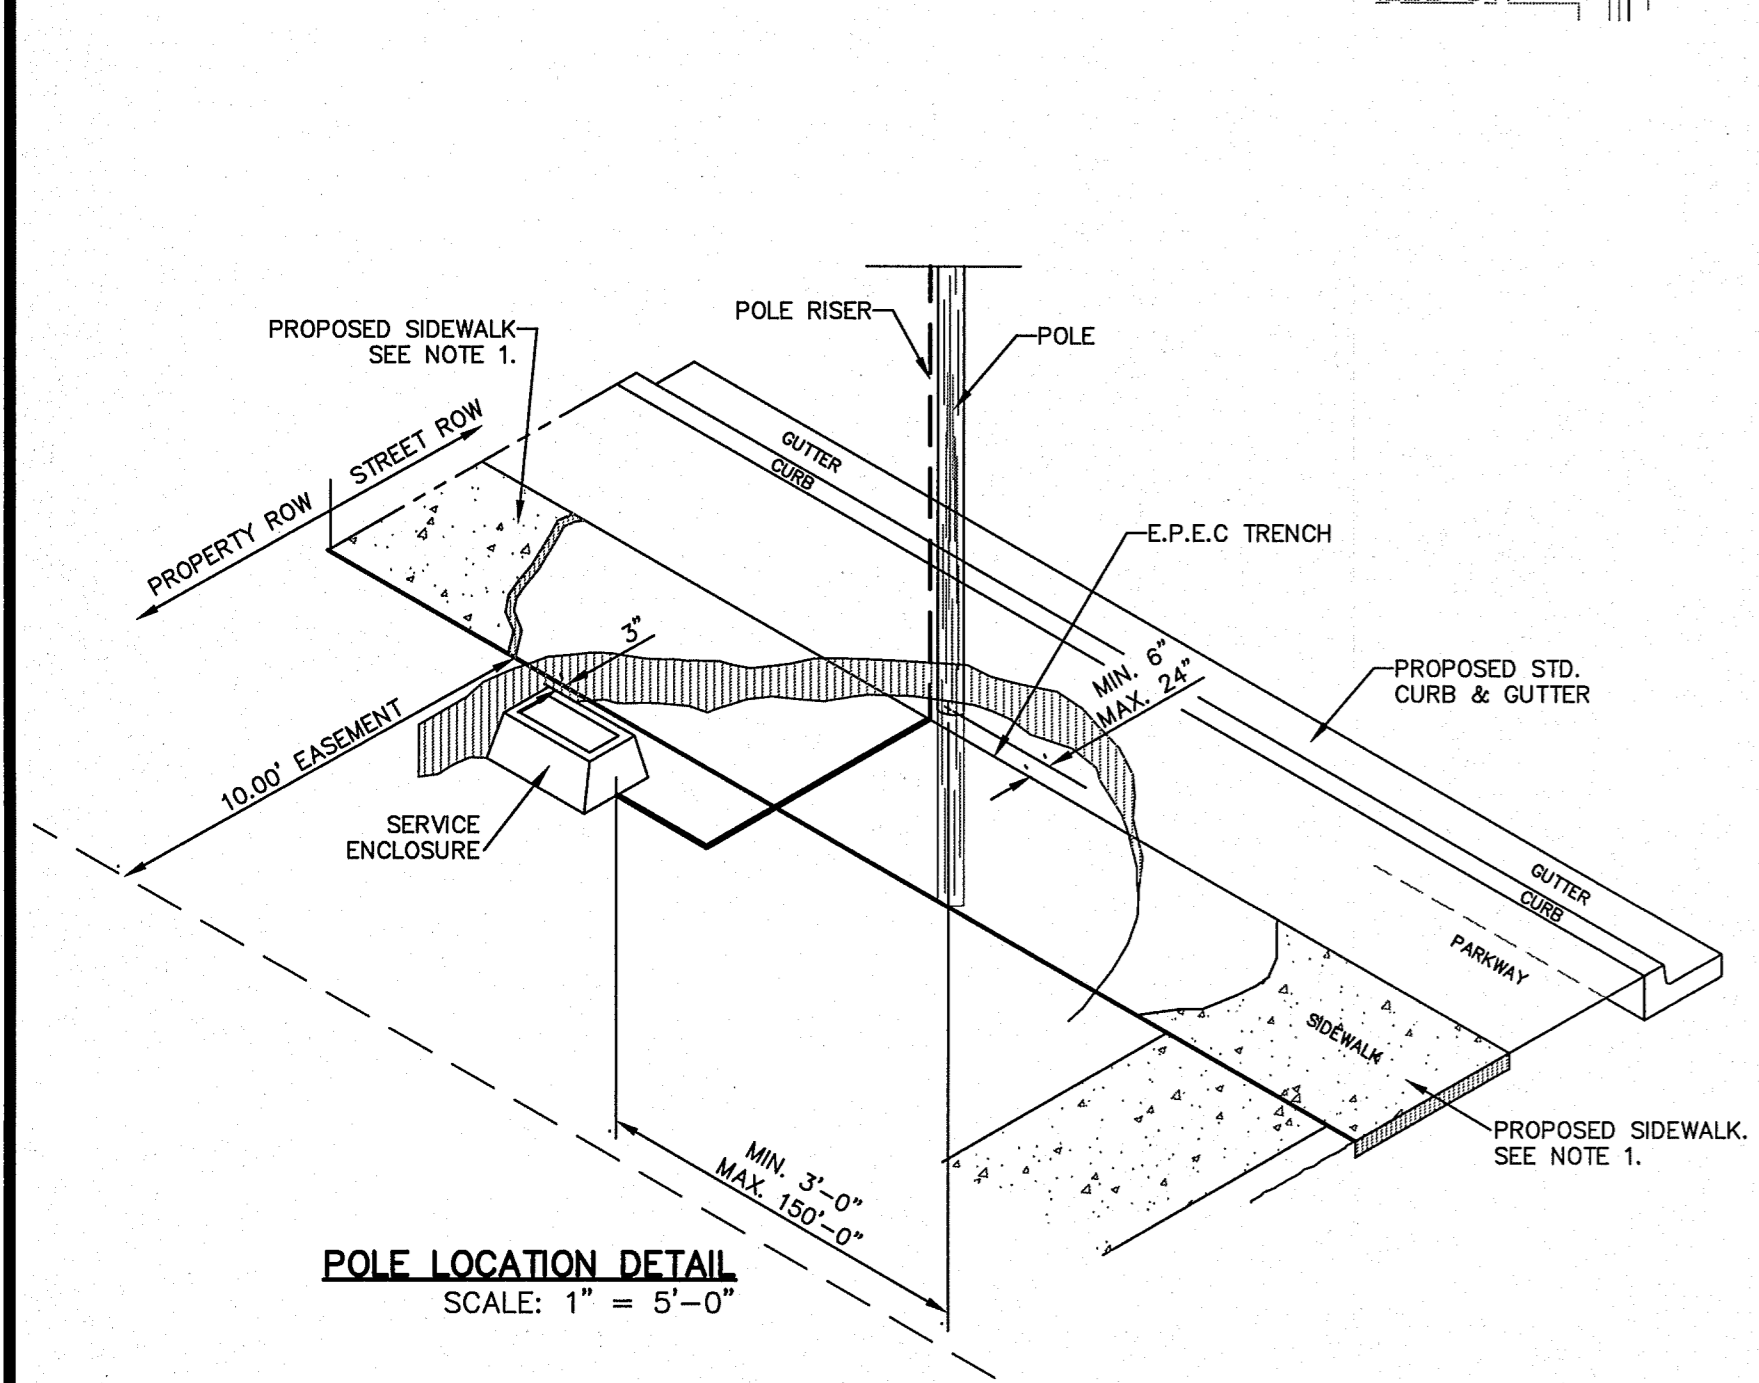 POLE RISER
POLE
PROPOSED SIDEWALK
SEE NOTE 1.
STREET ROW
PROPERTY ROW
GUTTER
CURB
E.P.E.C TRENCH
3"
MIN. 6"
MAX. 24"
PROPOSED STD.
CURB & GUTTER
10.00' EASEMENT
SERVICE
ENCLOSURE
GUTTER
CURB
PARKWAY
SIDEWALK
PROPOSED SIDEWALK.
SEE NOTE 1.
MIN. 3'-0"
MAX. 150'-0"
POLE LOCATION DETAIL
SCALE: 1" = 5'-0"